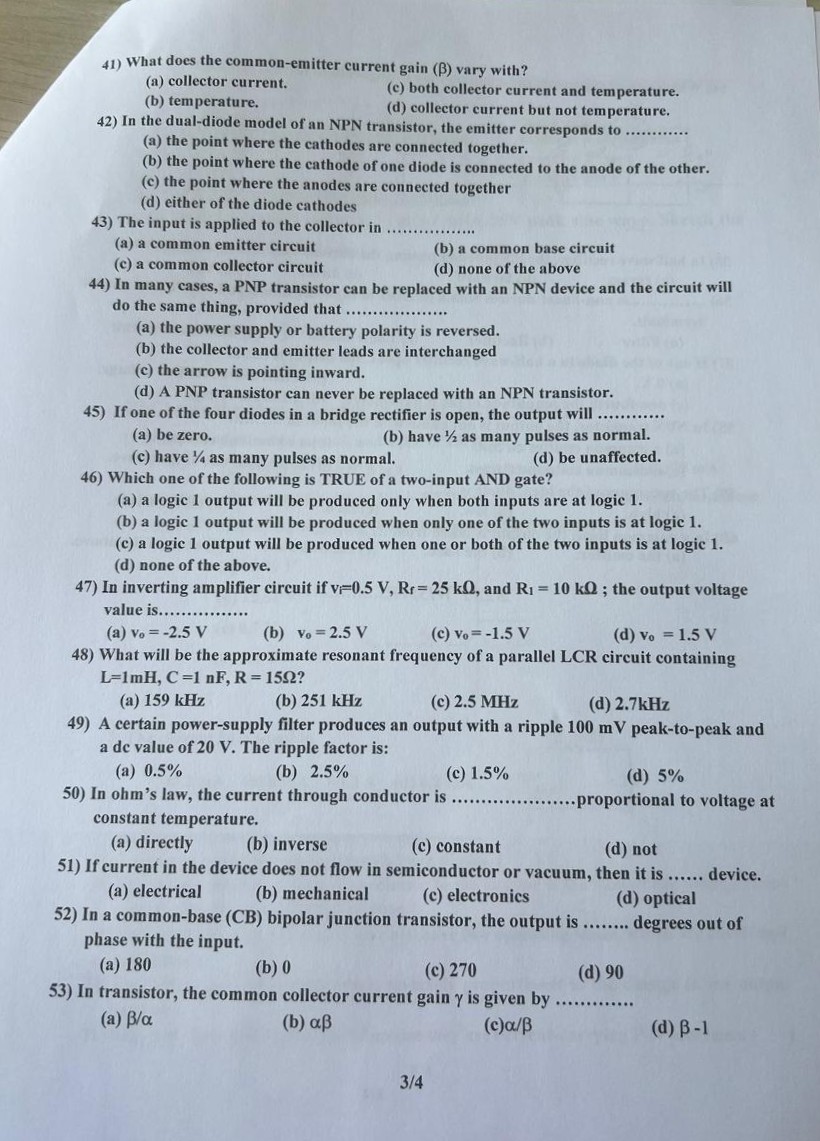 41) What does the common-emitter current gain (β) vary with?
(a) collector current. (c) both collector current and temperature.
(b) temperature. (d) collector current but not temperature.
42) In the dual-diode model of an NPN transistor, the emitter corresponds to ............
(a) the point where the cathodes are connected together.
(b) the point where the cathode of one diode is connected to the anode of the other.
(c) the point where the anodes are connected together
(d) either of the diode cathodes
43) The input is applied to the collector in ................
(a) a common emitter circuit (b) a common base circuit
(c) a common collector circuit (d) none of the above
44) In many cases, a PNP transistor can be replaced with an NPN device and the circuit will
do the same thing, provided that ...................
(a) the power supply or battery polarity is reversed.
(b) the collector and emitter leads are interchanged
(c) the arrow is pointing inward.
(d) A PNP transistor can never be replaced with an NPN transistor.
45) If one of the four diodes in a bridge rectifier is open, the output will ............
(a) be zero. (b) have ½ as many pulses as normal.
(c) have ¼ as many pulses as normal. (d) be unaffected.
46) Which one of the following is TRUE of a two-input AND gate?
(a) a logic 1 output will be produced only when both inputs are at logic 1.
(b) a logic 1 output will be produced when only one of the two inputs is at logic 1.
(c) a logic 1 output will be produced when one or both of the two inputs is at logic 1.
(d) none of the above.
47) In inverting amplifier circuit if vᵢ=0.5 V, Rf = 25 kΩ, and R₁ = 10 kΩ ; the output voltage
value is................
(a) vₒ = -2.5 V (b) vₒ = 2.5 V (c) vₒ = -1.5 V (d) vₒ = 1.5 V
48) What will be the approximate resonant frequency of a parallel LCR circuit containing
L=1mH, C =1 nF, R = 15Ω?
(a) 159 kHz (b) 251 kHz (c) 2.5 MHz (d) 2.7kHz
49) A certain power-supply filter produces an output with a ripple 100 mV peak-to-peak and
a dc value of 20 V. The ripple factor is:
(a) 0.5% (b) 2.5% (c) 1.5% (d) 5%
50) In ohm's law, the current through conductor is .....................proportional to voltage at
constant temperature.
(a) directly (b) inverse (c) constant (d) not
51) If current in the device does not flow in semiconductor or vacuum, then it is ...... device.
(a) electrical (b) mechanical (c) electronics (d) optical
52) In a common-base (CB) bipolar junction transistor, the output is ........ degrees out of
phase with the input.
(a) 180 (b) 0 (c) 270 (d) 90
53) In transistor, the common collector current gain γ is given by .............
(a) β/α (b) αβ (c)α/β (d) β -1
3/4